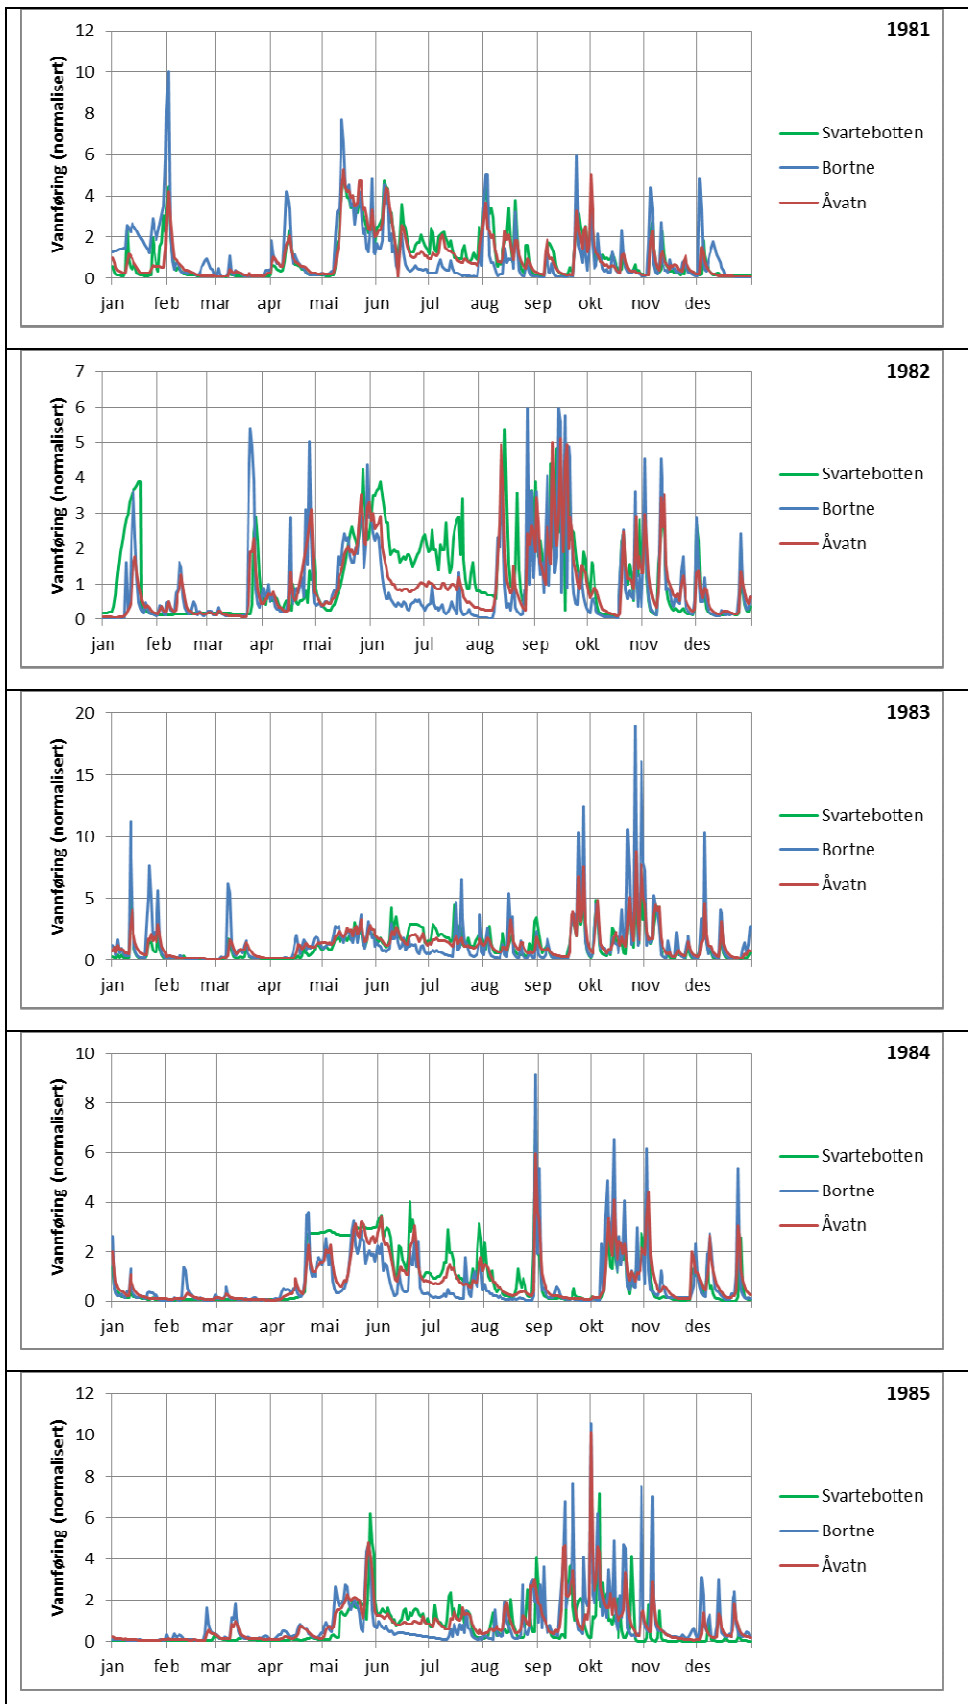 1981
Vannføring (normalisert)
12
10
8
6
4
2
0
jan feb mar apr mai jun jul aug sep okt nov des
Svartebotten
Bortne
Åvatn
1982
Vannføring (normalisert)
7
6
5
4
3
2
1
0
jan feb mar apr mai jun jul aug sep okt nov des
Svartebotten
Bortne
Åvatn
1983
Vannføring (normalisert)
20
15
10
5
0
jan feb mar apr mai jun jul aug sep okt nov des
Svartebotten
Bortne
Åvatn
1984
Vannføring (normalisert)
10
8
6
4
2
0
jan feb mar apr mai jun jul aug sep okt nov des
Svartebotten
Bortne
Åvatn
1985
Vannføring (normalisert)
12
10
8
6
4
2
0
jan feb mar apr mai jun jul aug sep okt nov des
Svartebotten
Bortne
Åvatn